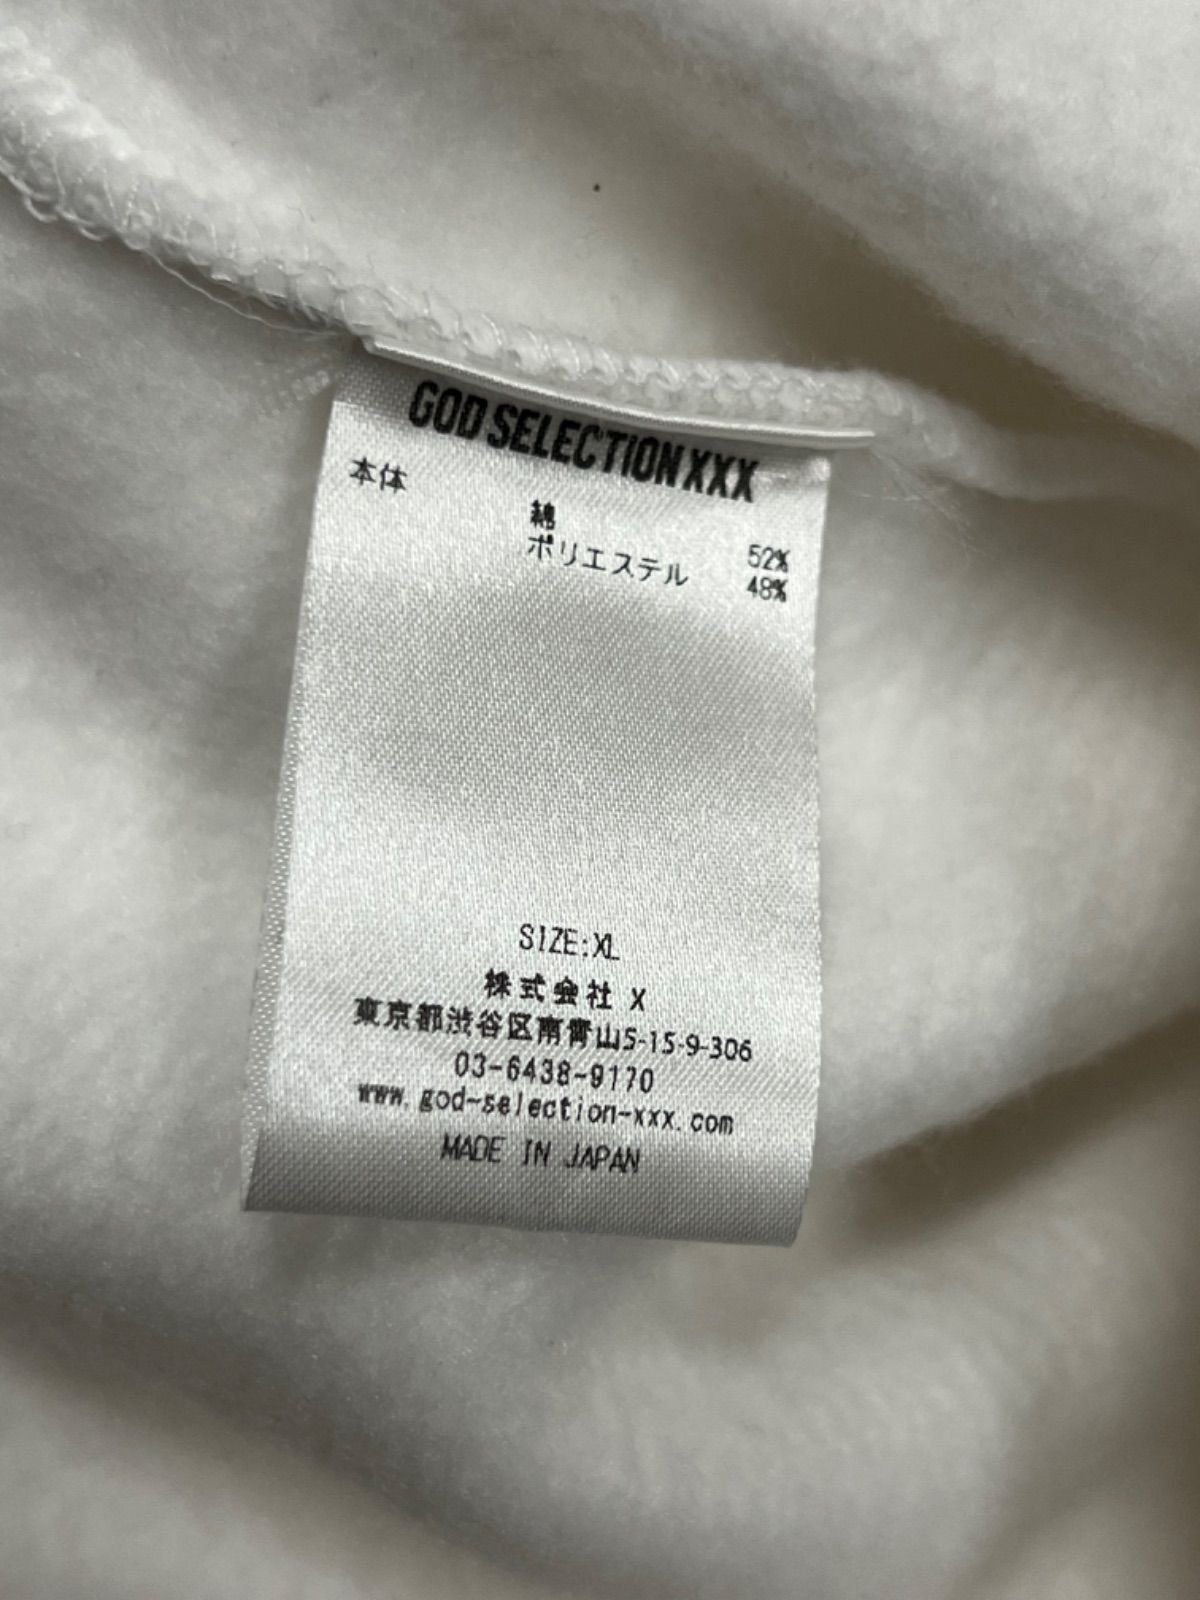 GOD SELECTION XXX
本体
綿 52%
ポリエステル 48%
SIZE:XL
株式会社 X
東京都渋谷区南青山5-15-9-306
03-6438-9170
www.god-selection-xxx.com
MADE IN JAPAN